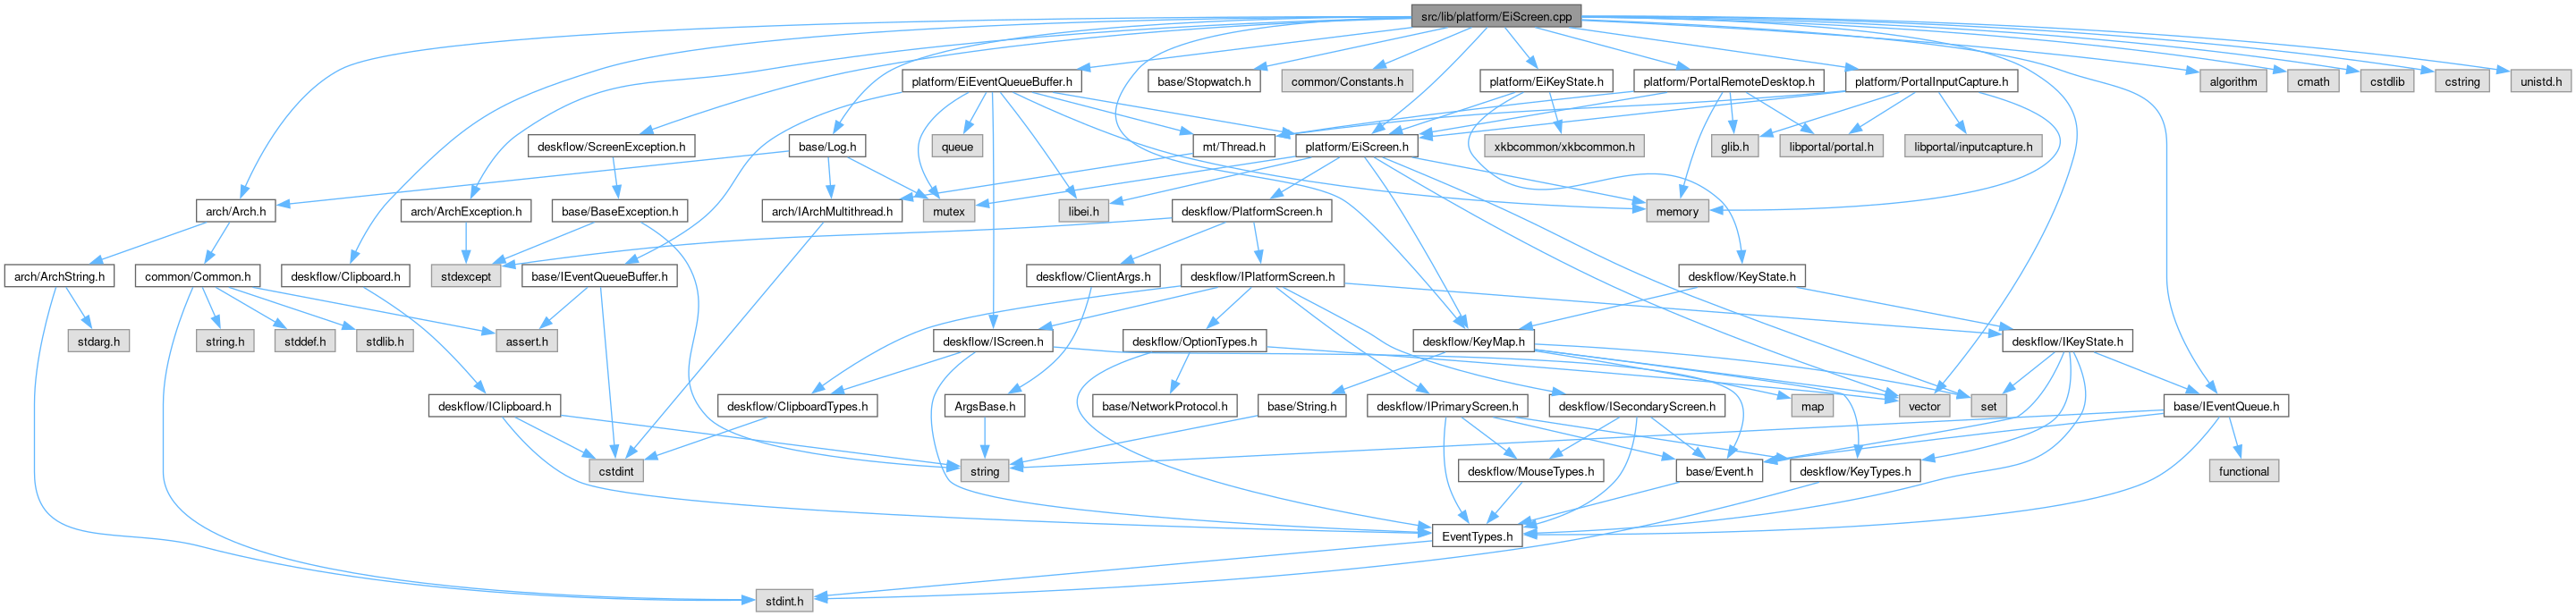 src/lib/platform/EiScreen.cpp
platform/EiEventQueueBuffer.h
base/Stopwatch.h
common/Constants.h
platform/EiKeyState.h
platform/PortalRemoteDesktop.h
platform/PortalInputCapture.h
algorithm
cmath
cstdlib
cstring
unistd.h
deskflow/ScreenException.h
base/Log.h
queue
mt/Thread.h
platform/EiScreen.h
xkbcommon/xkbcommon.h
glib.h
libportal/portal.h
libportal/inputcapture.h
arch/Arch.h
arch/ArchException.h
base/BaseException.h
arch/IArchMultithread.h
mutex
libei.h
deskflow/PlatformScreen.h
memory
arch/ArchString.h
common/Common.h
deskflow/Clipboard.h
stdexcept
base/IEventQueueBuffer.h
deskflow/ClientArgs.h
deskflow/IPlatformScreen.h
deskflow/KeyState.h
stdarg.h
string.h
stddef.h
stdlib.h
assert.h
deskflow/IScreen.h
deskflow/OptionTypes.h
deskflow/KeyMap.h
deskflow/IKeyState.h
deskflow/IClipboard.h
deskflow/ClipboardTypes.h
ArgsBase.h
base/NetworkProtocol.h
base/String.h
deskflow/IPrimaryScreen.h
deskflow/ISecondaryScreen.h
map
vector
set
base/IEventQueue.h
cstdint
string
deskflow/MouseTypes.h
base/Event.h
deskflow/KeyTypes.h
functional
EventTypes.h
stdint.h